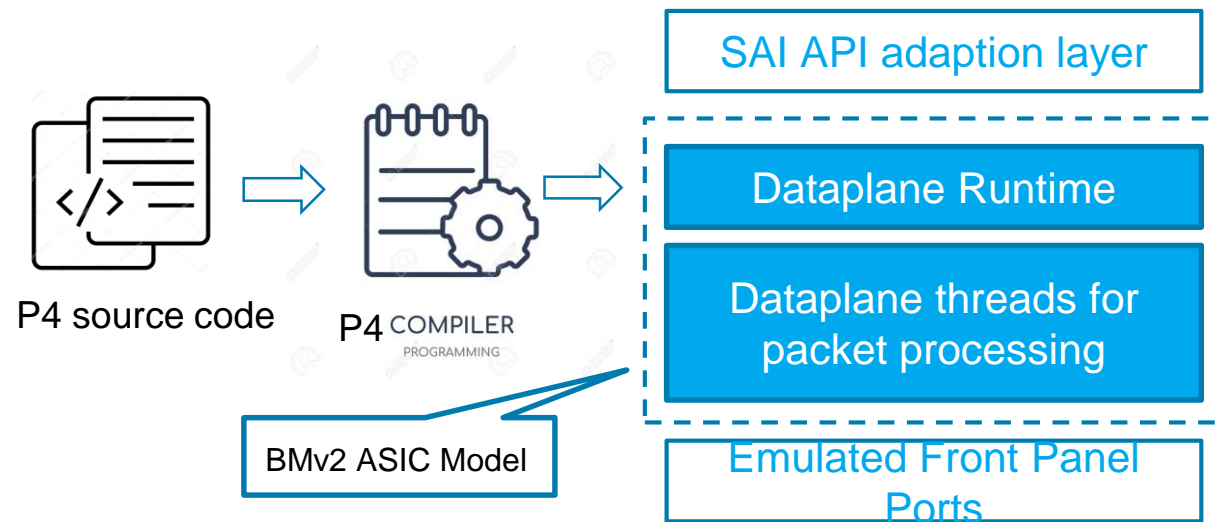 SAI API adaption layer
Dataplane Runtime
</>
P4 source code
P4 COMPILER
PROGRAMMING
Dataplane threads for
packet processing
BMv2 ASIC Model
Emulated Front Panel
Ports